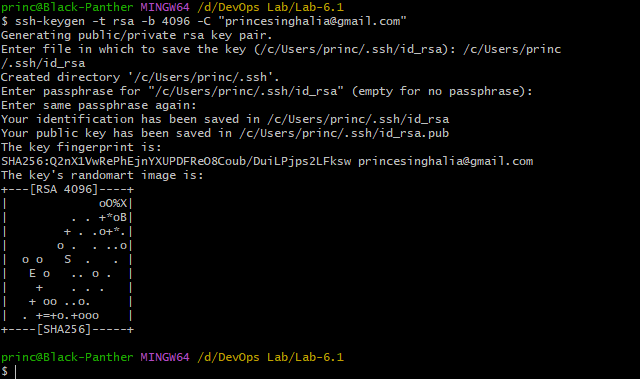 princ@Black-Panther MINGW64 /d/DevOps Lab/Lab-6.1
$ ssh-keygen -t rsa -b 4096 -C "princesinghalia@gmail.com"
Generating public/private rsa key pair.
Enter file in which to save the key (/c/Users/princ/.ssh/id_rsa): /c/Users/princ
/.ssh/id_rsa
Created directory '/c/Users/princ/.ssh'.
Enter passphrase for "/c/Users/princ/.ssh/id_rsa" (empty for no passphrase):
Enter same passphrase again:
Your identification has been saved in /c/Users/princ/.ssh/id_rsa
Your public key has been saved in /c/Users/princ/.ssh/id_rsa.pub
The key fingerprint is:
SHA256:Q2nX1VwRePhEjnYXUPDFReO8Coub/DuiLPjps2LFksw princesinghalia@gmail.com
The key's randomart image is:
+---[RSA 4096]----+
|             oO%X|
|         . . +*oB|
|        + . .o+*.|
|       o .  . ..o|
|  o o   S  .   . |
|   E o   .. o .  |
|    +    . . .   |
|   + oo ..o.     |
|  . +=+o.+ooo    |
+----[SHA256]-----+

princ@Black-Panther MINGW64 /d/DevOps Lab/Lab-6.1
$